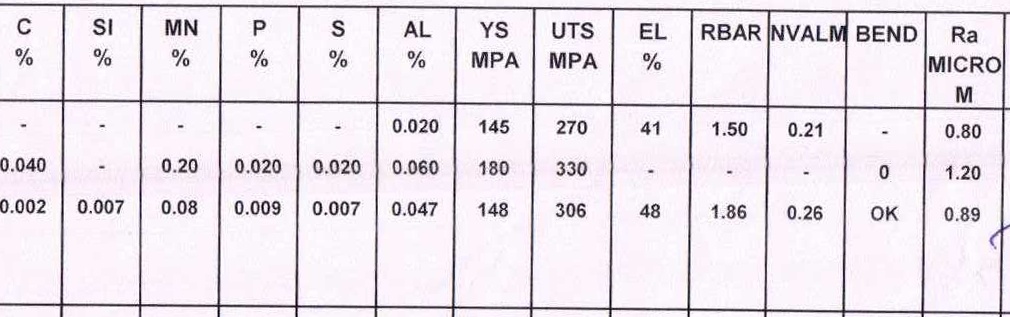 C SI MN P S AL YS UTS EL RBAR NVALM BEND Ra
% % % % % % MPA MPA % MICRO
M
- - - - - 0.020 145 270 41 1.50 0.21 - 0.80
0.040 - 0.20 0.020 0.020 0.060 180 330 - - - 0 1.20
0.002 0.007 0.08 0.009 0.007 0.047 148 306 48 1.86 0.26 OK 0.89